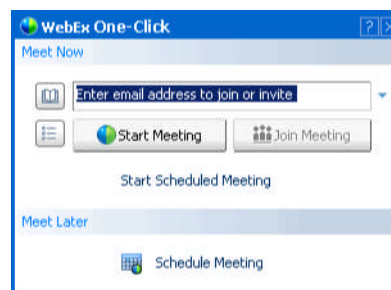 WebEx One-Click
Meet Now
Enter email address to join or invite
Start Meeting
Join Meeting
Start Scheduled Meeting
Meet Later
Schedule Meeting